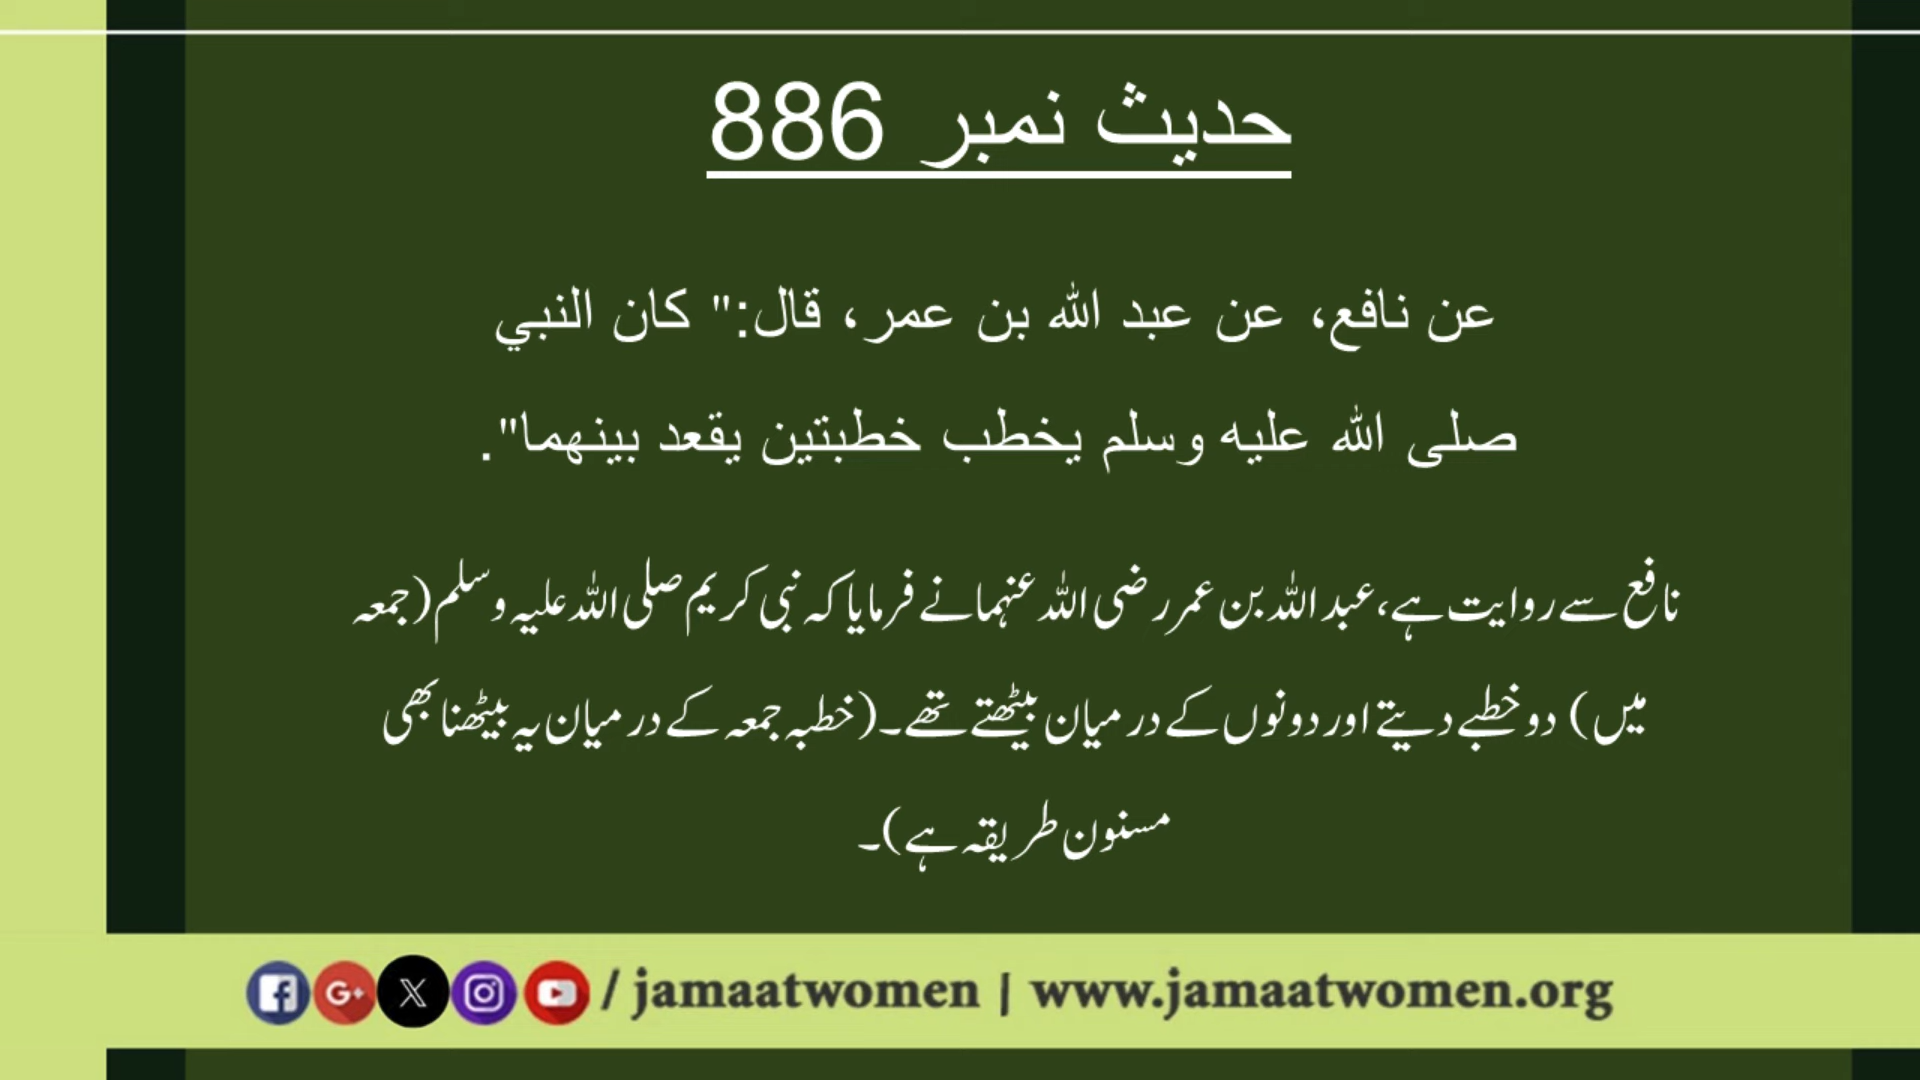 حدیث نمبر 886
عن نافع، عن عبد الله بن عمر، قال:" كان النبي
صلى الله عليه وسلم يخطب خطبتين يقعد بينهما".
نافع سے روایت ہے، عبد اللہ بن عمر رضی اللہ عنہما نے فرمایا کہ نبی کریم صلی اللہ علیہ وسلم (جمعہ
میں) دو خطبے دیتے اور دونوں کے درمیان بیٹھتے تھے۔ (خطبہ جمعہ کے درمیان یہ بیٹھنا بھی
مسنون طریقہ ہے)۔
/ jamaatwomen | www.jamaatwomen.org